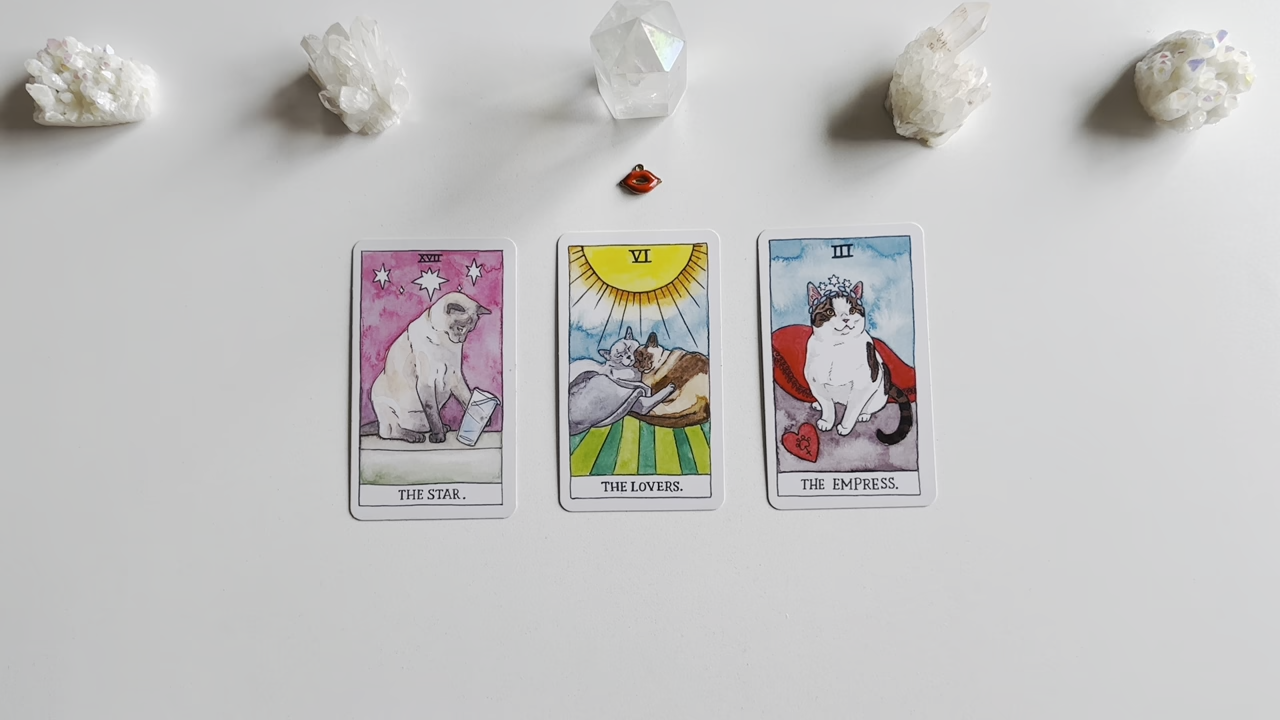 XVII
THE STAR.
VI
THE LOVERS.
III
THE EMPRESS.